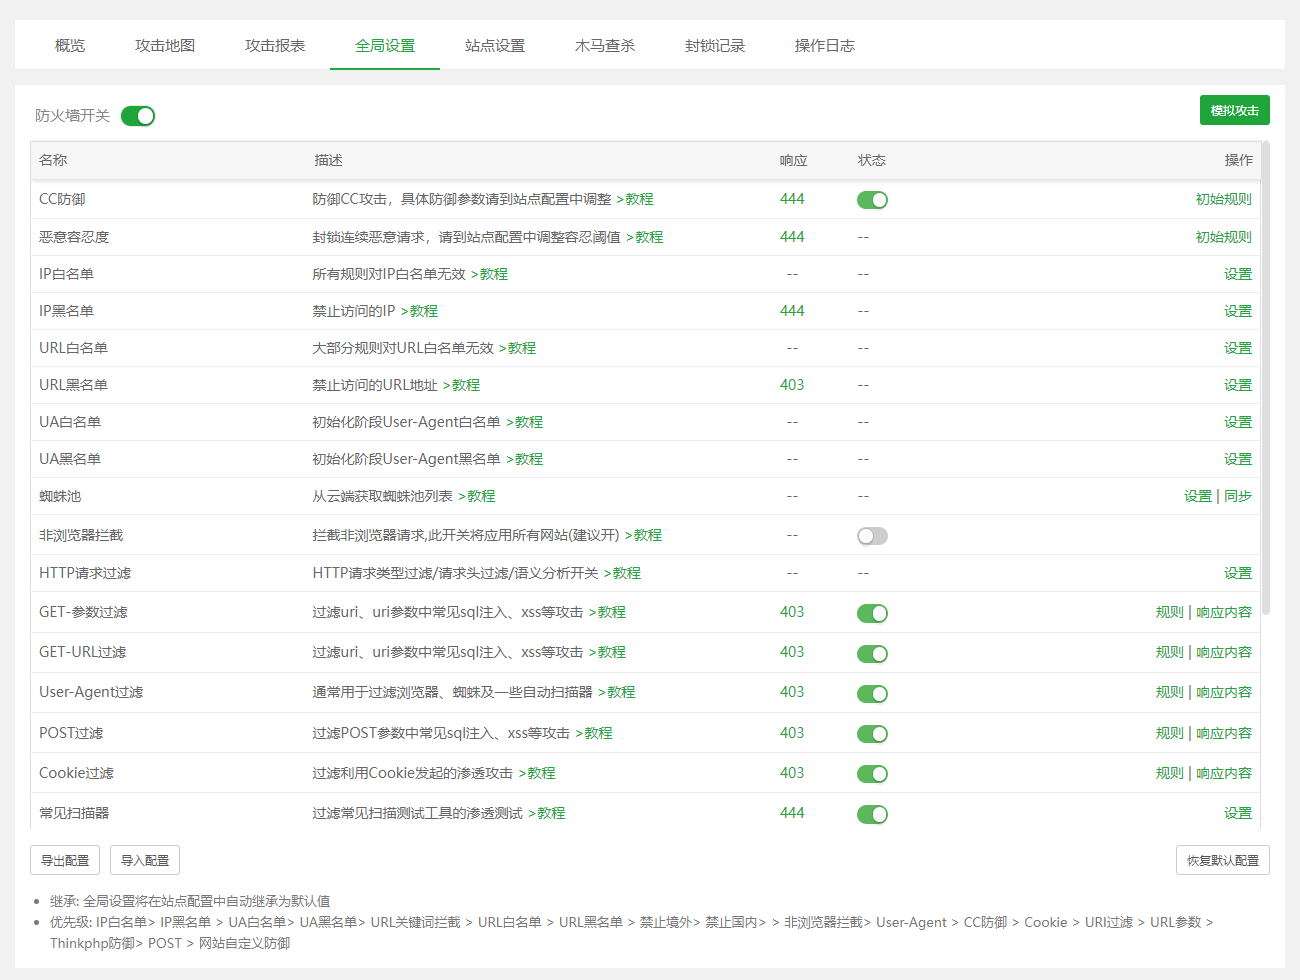 概览 攻击地图 攻击报表 全局设置 站点设置 木马查杀 封锁记录 操作日志
防火墙开关 模拟攻击
名称 描述 响应 状态 操作
CC防御 防御CC攻击，具体防御参数请到站点配置中调整 >教程 444 初始规则
恶意容忍度 封锁连续恶意请求，请到站点配置中调整容忍阈值 >教程 444 -- 初始规则
IP白名单 所有规则对IP白名单无效 >教程 -- -- 设置
IP黑名单 禁止访问的IP >教程 444 -- 设置
URL白名单 大部分规则对URL白名单无效 >教程 -- -- 设置
URL黑名单 禁止访问的URL地址 >教程 403 -- 设置
UA白名单 初始化阶段User-Agent白名单 >教程 -- -- 设置
UA黑名单 初始化阶段User-Agent黑名单 >教程 -- -- 设置
蜘蛛池 从云端获取蜘蛛池列表 >教程 -- -- 设置 | 同步
非浏览器拦截 拦截非浏览器请求,此开关将应用所有网站(建议开) >教程 --
HTTP请求过滤 HTTP请求类型过滤/请求头过滤/语义分析开关 >教程 -- -- 设置
GET-参数过滤 过滤uri、uri参数中常见sql注入、xss等攻击 >教程 403 规则 | 响应内容
GET-URL过滤 过滤uri、uri参数中常见sql注入、xss等攻击 >教程 403 规则 | 响应内容
User-Agent过滤 通常用于过滤浏览器、蜘蛛及一些自动扫描器 >教程 403 规则 | 响应内容
POST过滤 过滤POST参数中常见sql注入、xss等攻击 >教程 403 规则 | 响应内容
Cookie过滤 过滤利用Cookie发起的渗透攻击 >教程 403 规则 | 响应内容
常见扫描器 过滤常见扫描测试工具的渗透测试 >教程 444 设置
导出配置 导入配置 恢复默认配置
• 继承: 全局设置将在站点配置中自动继承为默认值
• 优先级: IP白名单> IP黑名单 > UA白名单> UA黑名单> URL关键词拦截 > URL白名单 > URL黑名单 > 禁止境外> 禁止国内> > 非浏览器拦截> User-Agent > CC防御 > Cookie > URI过滤 > URL参数 >
Thinkphp防御> POST > 网站自定义防御